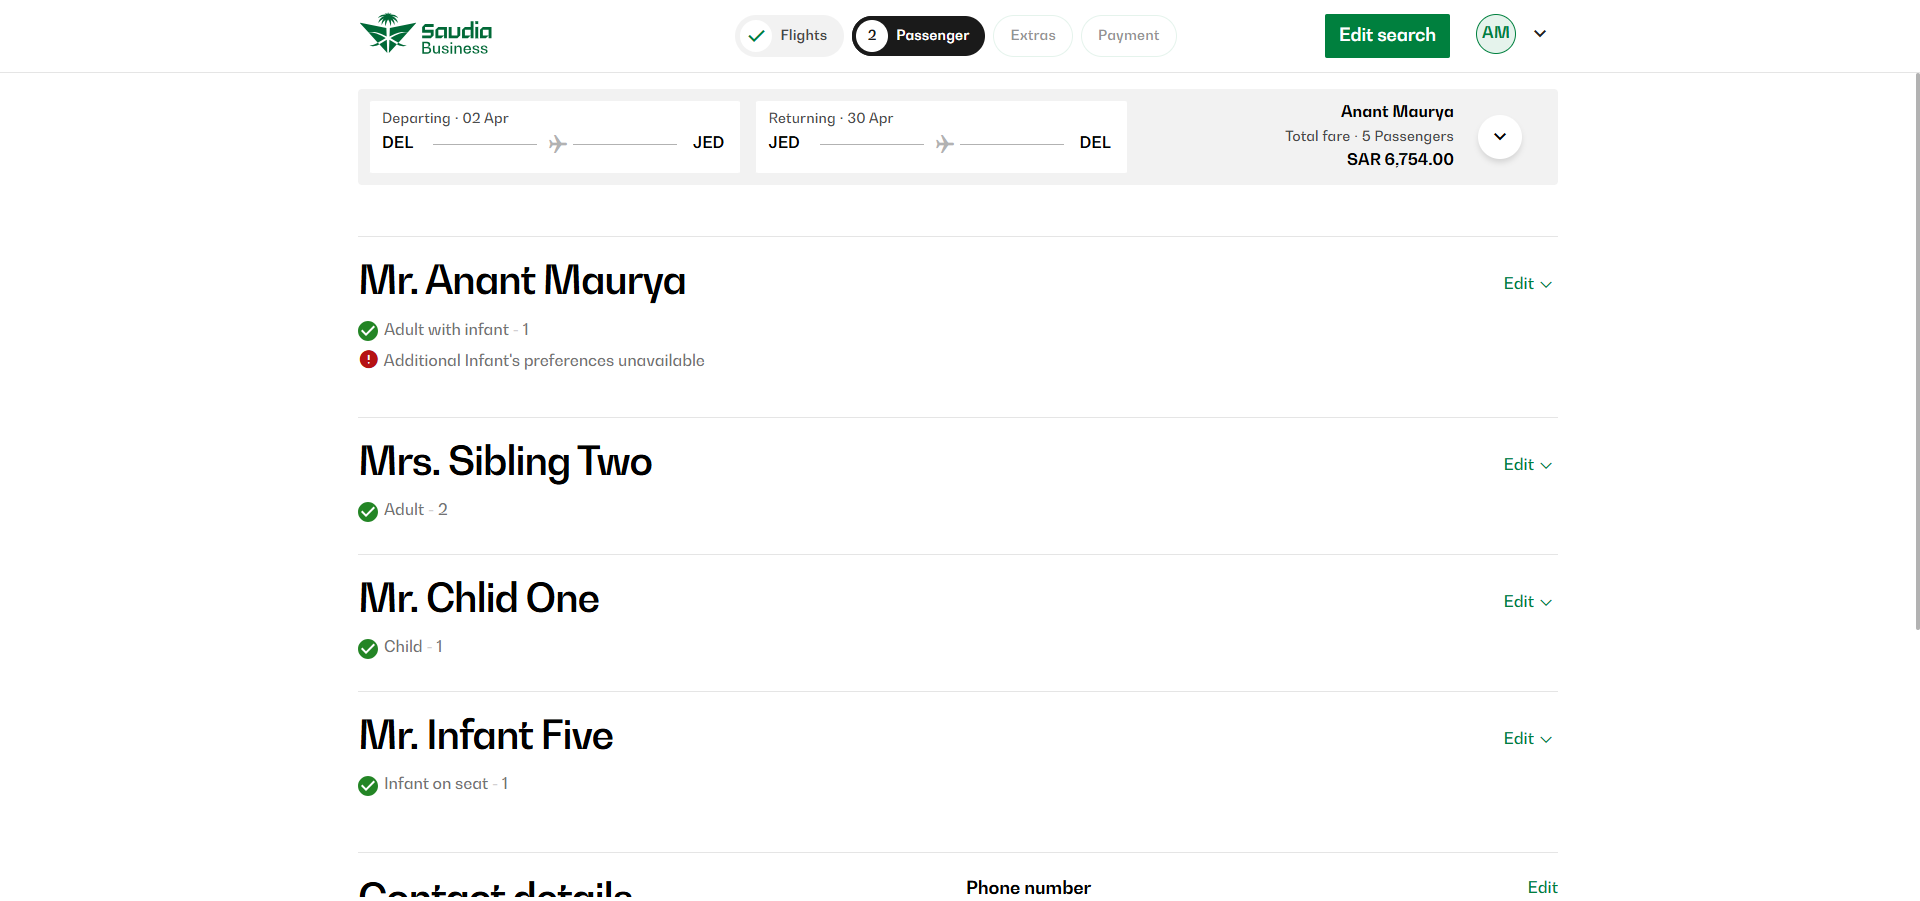 Saudia
Business
Flights
2 Passenger
Extras
Payment
Edit search
AM
Departing · 02 Apr
DEL JED
Returning · 30 Apr
JED DEL
Anant Maurya
Total fare · 5 Passengers
SAR 6,754.00
Mr. Anant Maurya
Edit
Adult with infant - 1
Additional Infant's preferences unavailable
Mrs. Sibling Two
Edit
Adult - 2
Mr. Chlid One
Edit
Child - 1
Mr. Infant Five
Edit
Infant on seat - 1
Contact details
Phone number
Edit